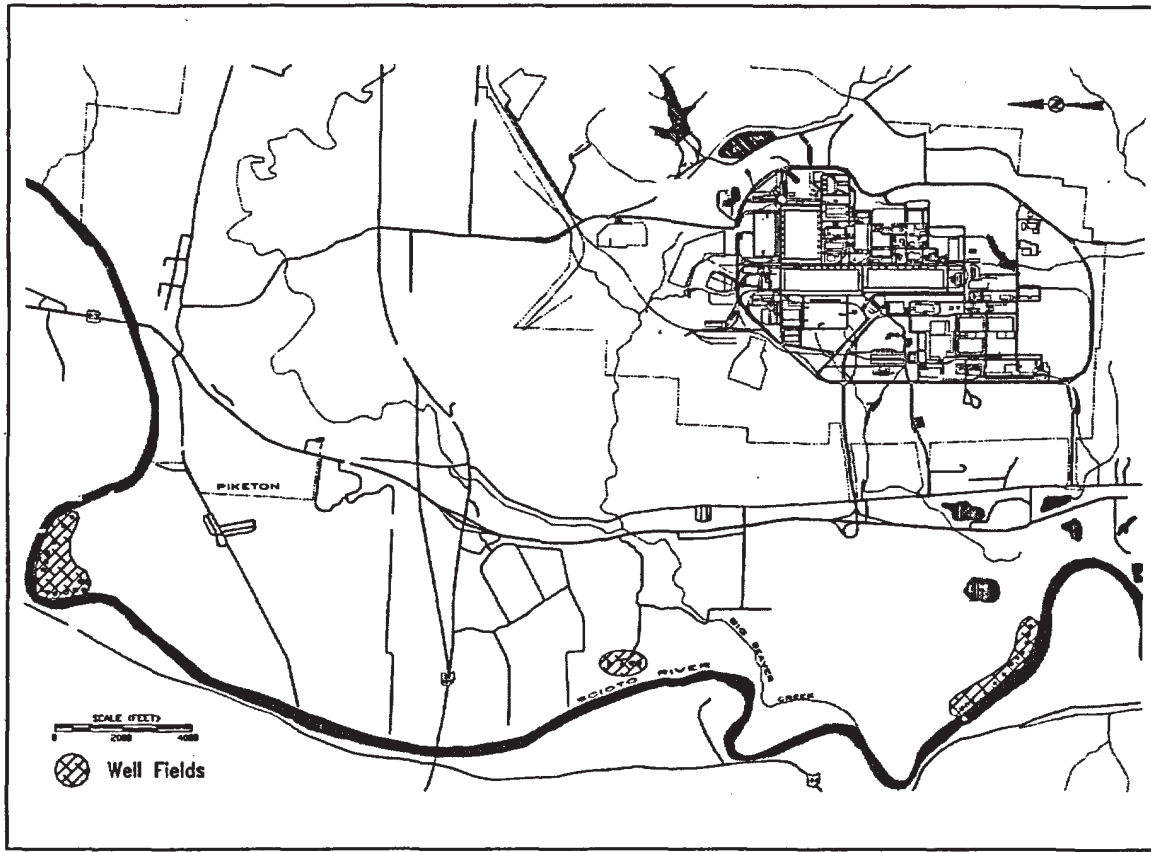 N
PIKETON
BIG BEAVER
CREEK
SCIOTO RIVER
SCALE (FEET)
0 2000 4000
Well Fields